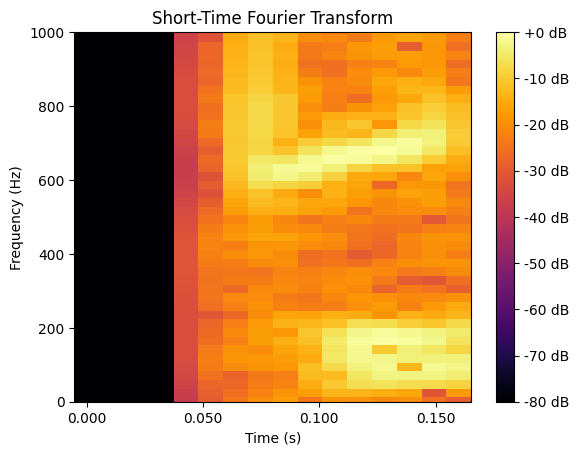 Short-Time Fourier Transform
1000
800
600
400
200
0
Frequency (Hz)
0.000
0.050
0.100
0.150
Time (s)
+0 dB
-10 dB
-20 dB
-30 dB
-40 dB
-50 dB
-60 dB
-70 dB
-80 dB